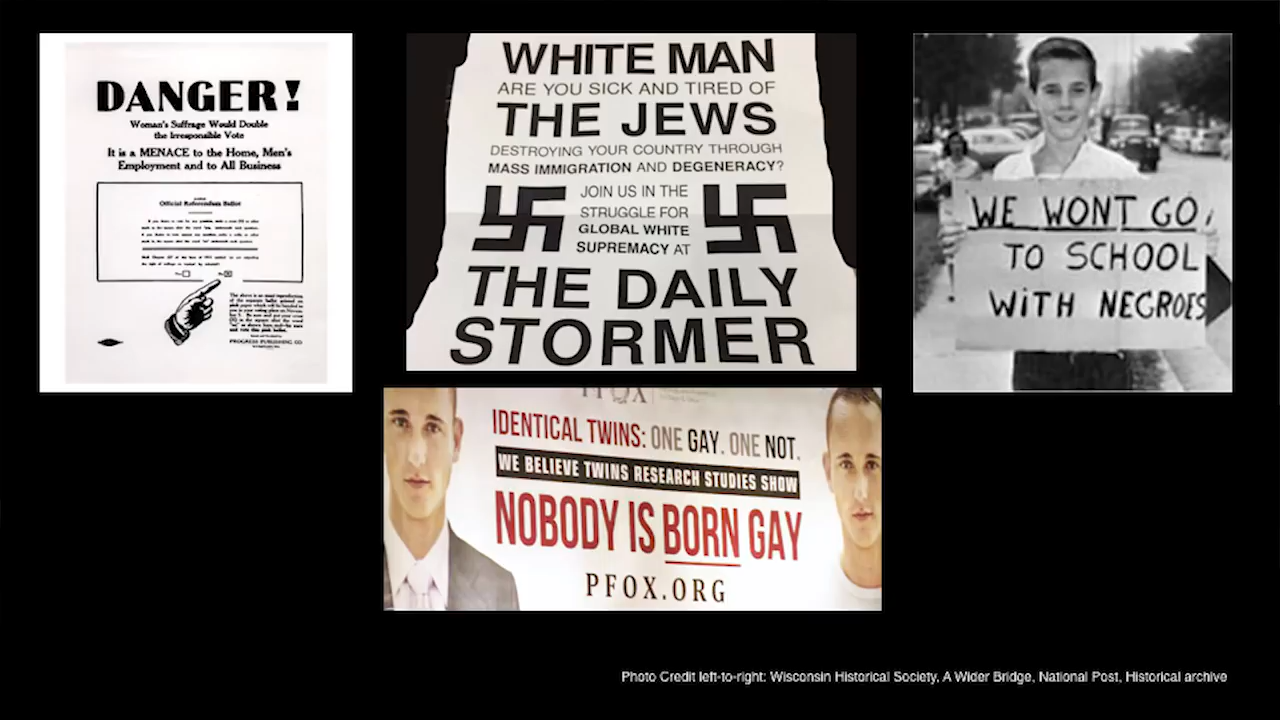 DANGER!
Woman's Suffrage Would Double
the Irresponsible Vote
It is a MENACE to the Home, Men's
Employment and to All Business
Official Referendum Ballot
PROGRESS PUBLISHING CO
WHITE MAN
ARE YOU SICK AND TIRED OF
THE JEWS
DESTROYING YOUR COUNTRY THROUGH
MASS IMMIGRATION AND DEGENERACY?
JOIN US IN THE
STRUGGLE FOR
GLOBAL WHITE
SUPREMACY AT
THE DAILY
STORMER
WE WONT GO
TO SCHOOL
WiTH NEGROES
PFOX
IDENTICAL TWINS: ONE GAY. ONE NOT.
WE BELIEVE TWINS RESEARCH STUDIES SHOW
NOBODY IS BORN GAY
PFOX.ORG
Photo Credit left-to-right: Wisconsin Historical Society, A Wider Bridge, National Post, Historical archive